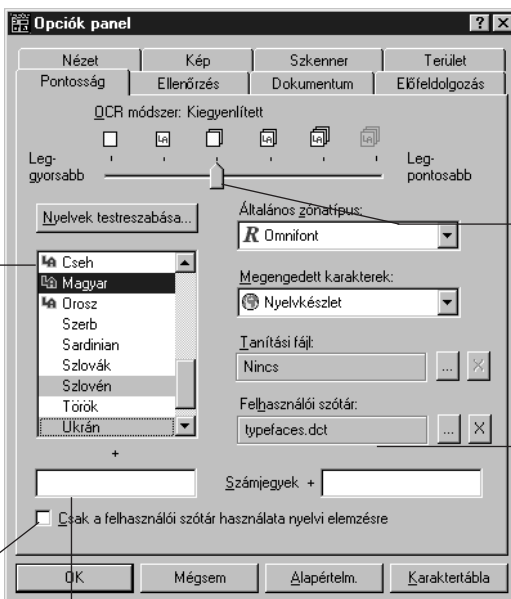 Opciók panel
Nézet Kép Szkenner Terület
Pontosság Ellenőrzés Dokumentum Előfeldolgozás
OCR módszer: Kiegyenlített
Leg-
gyorsabb
Leg-
pontosabb
Nyelvek testreszabása...
Általános zónatípus:
R Omnifont
Cseh
Magyar
Orosz
Szerb
Sardinian
Szlovák
Szlovén
Török
Ukrán
Megengedett karakterek:
Nyelvkészlet
Tanítási fájl:
Nincs ... X
Felhasználói szótár:
typefaces.dct ... X
+
Számjegyek +
Csak a felhasználói szótár használata nyelvi elemzésre
OK Mégsem Alapértelm. Karaktertábla